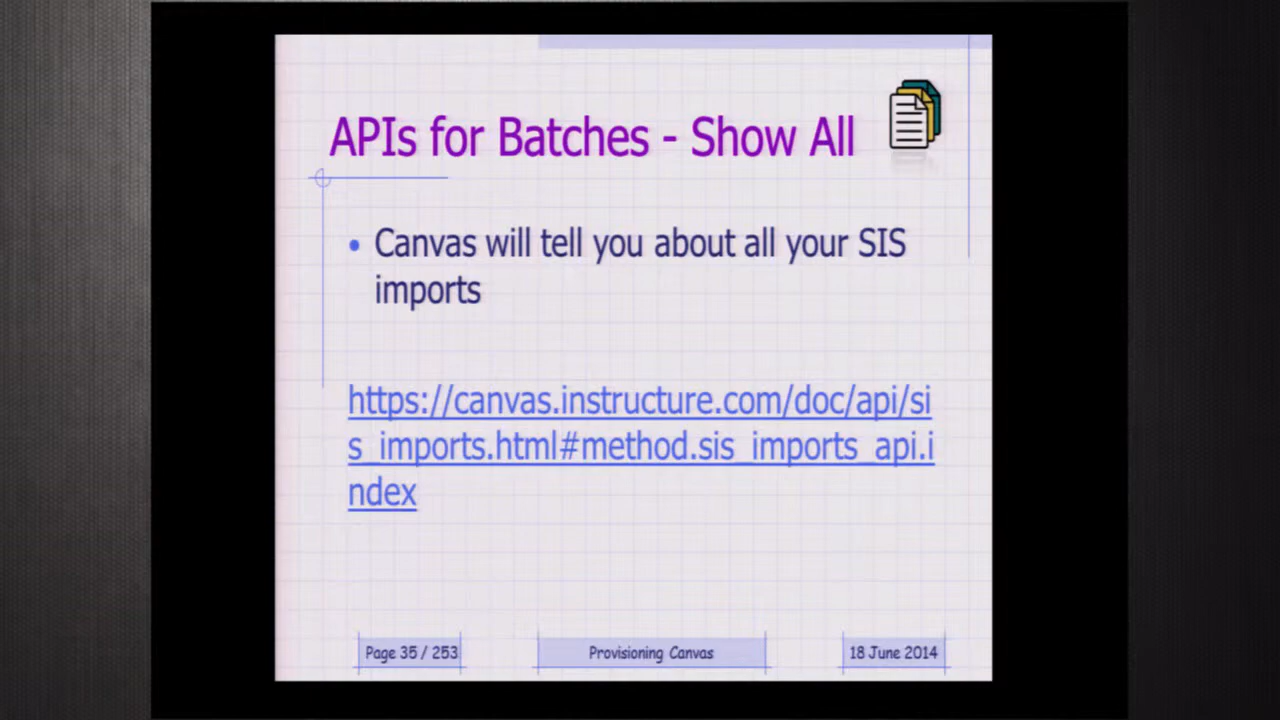 APIs for Batches - Show All
• Canvas will tell you about all your SIS
imports
https://canvas.instructure.com/doc/api/si
s_imports.html#method.sis_imports_api.i
ndex
Page 35 / 253
Provisioning Canvas
18 June 2014